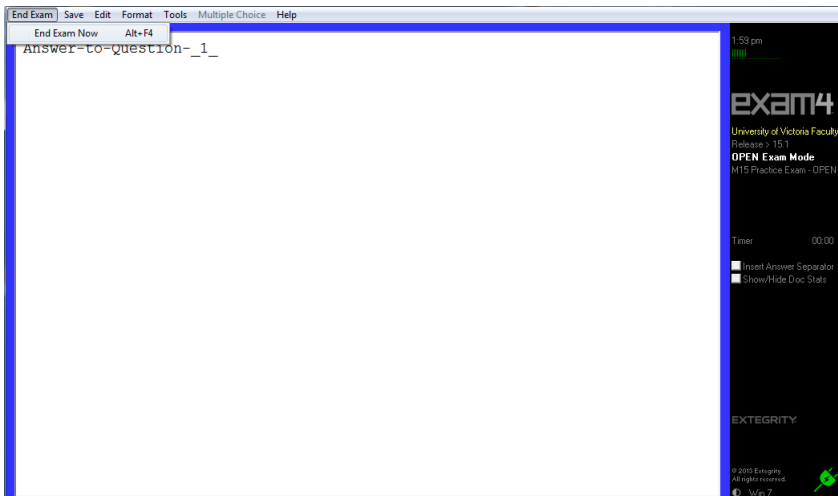 End Exam Save Edit Format Tools Multiple Choice Help
End Exam Now Alt+F4
Answer-to-Question-_1_
1:59 pm
exam4
University of Victoria Faculty
Release > 15.1
OPEN Exam Mode
M15 Practice Exam - OPEN
Timer 00:00
Insert Answer Separator
Show/Hide Doc Stats
EXTEGRITY
© 2013 Extegrity
All rights reserved.
Win 7